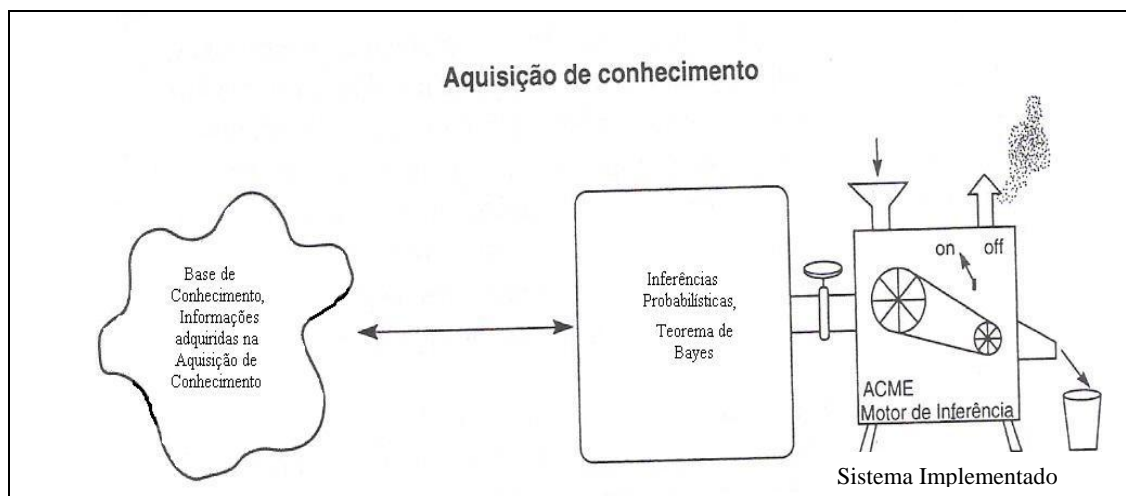 Aquisição de conhecimento
Base de
Conhecimento,
Informações
adquiridas na
Aquisição de
Conhecimento
Inferências
Probabilísticas,
Teorema de
Bayes
on off
ACME
Motor de Inferência
Sistema Implementado